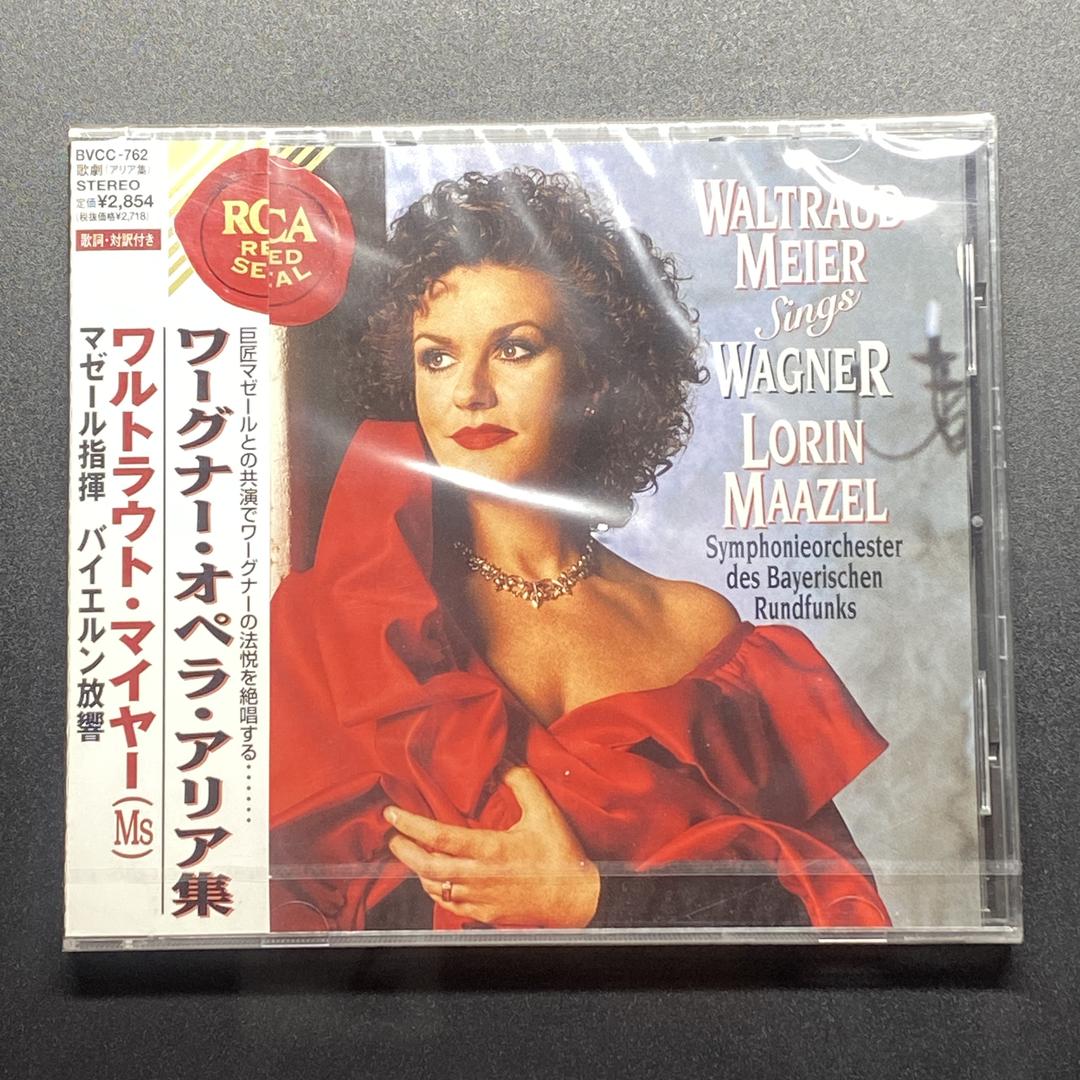 BVCC-762
歌劇(アリア集)
STEREO
定価¥2,854
(税抜価格¥2,718)
歌詞・対訳付き
RCA
RED
SEAL
巨匠マゼールとの共演でワーグナーの法悦を絶唱する……
ワーグナー・オペラ・アリア集
ワルトラウト・マイヤー(Ms)
マゼール指揮 バイエルン放響
WALTRAUD
MEIER
Sings
WAGNER
LORIN
MAAZEL
Symphonieorchester
des Bayerischen
Rundfunks